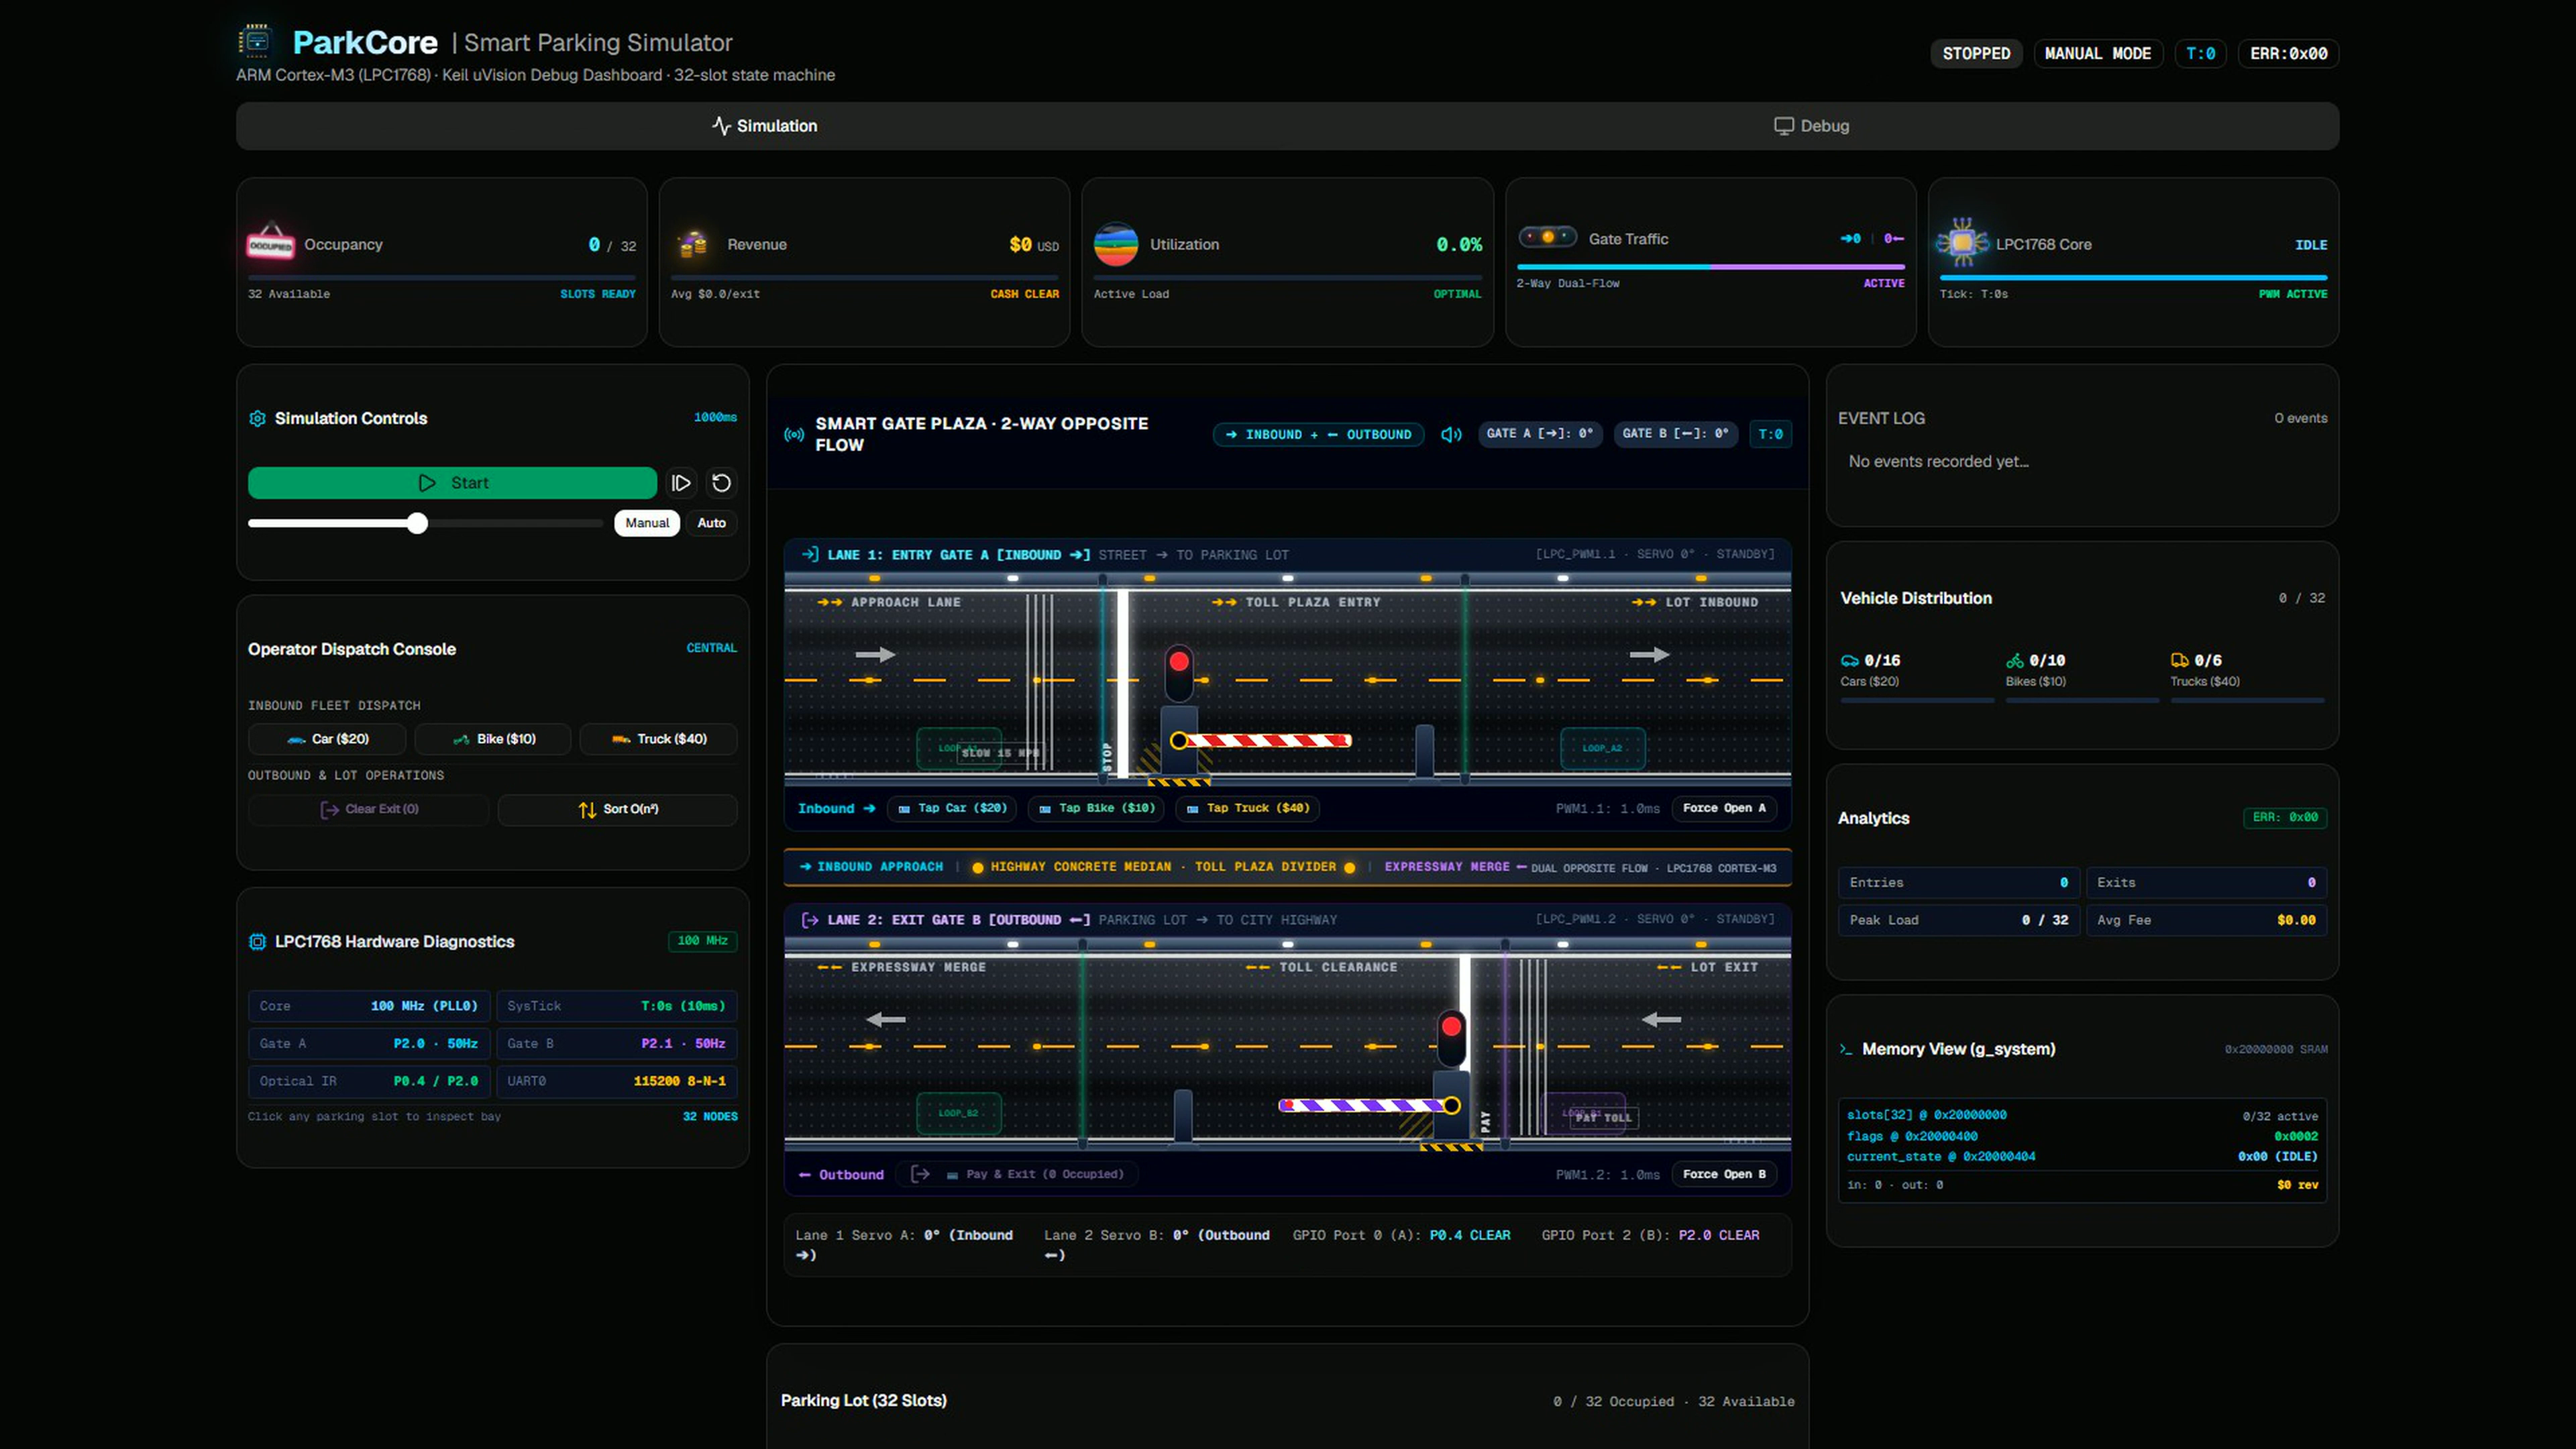 ParkCore | Smart Parking Simulator
ARM Cortex-M3 (LPC1768) · Keil uVision Debug Dashboard · 32-slot state machine
STOPPED
MANUAL MODE
T:0
ERR:0x00
Simulation
Debug
OCCUPIED
Occupancy
0 / 32
32 Available
SLOTS READY
Revenue
$0 USD
Avg $0.0/exit
CASH CLEAR
Utilization
0.0%
Active Load
OPTIMAL
Gate Traffic
➔0 | 0←
2-Way Dual-Flow
ACTIVE
LPC1768 Core
IDLE
Tick: T:0s
PWM ACTIVE
Simulation Controls
1000ms
Start
Manual
Auto
Operator Dispatch Console
CENTRAL
INBOUND FLEET DISPATCH
Car ($20)
Bike ($10)
Truck ($40)
OUTBOUND & LOT OPERATIONS
Clear Exit (0)
Sort O(n²)
LPC1768 Hardware Diagnostics
100 MHz
Core
100 MHz (PLL0)
SysTick
T:0s (10ms)
Gate A
P2.0 · 50Hz
Gate B
P2.1 · 50Hz
Optical IR
P0.4 / P2.0
UART0
115200 8-N-1
Click any parking slot to inspect bay
32 NODES
SMART GATE PLAZA · 2-WAY OPPOSITE
FLOW
➔ INBOUND + ← OUTBOUND
GATE A [➔]: 0°
GATE B [←]: 0°
T:0
LANE 1: ENTRY GATE A [INBOUND ➔] STREET → TO PARKING LOT
[LPC_PWM1.1 · SERVO 0° · STANDBY]
➔➔ APPROACH LANE
➔➔ TOLL PLAZA ENTRY
➔➔ LOT INBOUND
SLOW 15 MPH
STOP
LOOP_A2
Inbound ➔
Tap Car ($20)
Tap Bike ($10)
Tap Truck ($40)
PWM1.1: 1.0ms
Force Open A
➔ INBOUND APPROACH | HIGHWAY CONCRETE MEDIAN · TOLL PLAZA DIVIDER | EXPRESSWAY MERGE ← DUAL OPPOSITE FLOW · LPC1768 CORTEX-M3
LANE 2: EXIT GATE B [OUTBOUND ←] PARKING LOT → TO CITY HIGHWAY
[LPC_PWM1.2 · SERVO 0° · STANDBY]
←← EXPRESSWAY MERGE
←← TOLL CLEARANCE
←← LOT EXIT
LOOP_B2
PAY
PAY TOLL
← Outbound
Pay & Exit (0 Occupied)
PWM1.2: 1.0ms
Force Open B
Lane 1 Servo A: 0° (Inbound
➔)
Lane 2 Servo B: 0° (Outbound
←)
GPIO Port 0 (A): P0.4 CLEAR
GPIO Port 2 (B): P2.0 CLEAR
Parking Lot (32 Slots)
0 / 32 Occupied · 32 Available
EVENT LOG
0 events
No events recorded yet...
Vehicle Distribution
0 / 32
0/16
Cars ($20)
0/10
Bikes ($10)
0/6
Trucks ($40)
Analytics
ERR: 0x00
Entries
0
Exits
0
Peak Load
0 / 32
Avg Fee
$0.00
Memory View (g_system)
0x20000000 SRAM
slots[32] @ 0x20000000
0/32 active
flags @ 0x20000400
0x0002
current_state @ 0x20000404
0x00 (IDLE)
in: 0 · out: 0
$0 rev